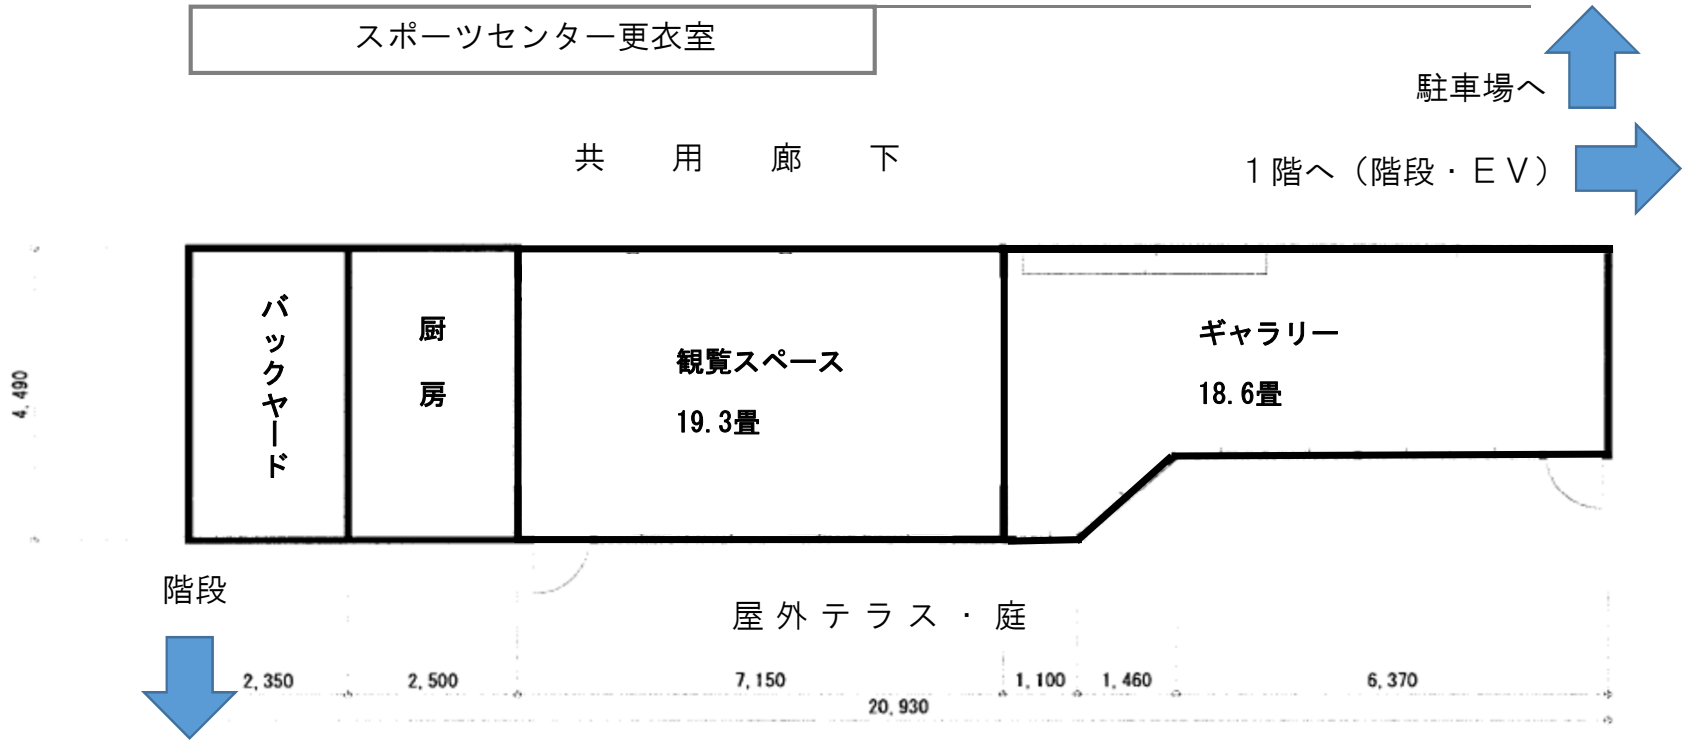 スポーツセンター更衣室
駐車場へ
共用廊下
１階へ（階段・ＥＶ）
バックヤード
厨房
観覧スペース
19.3畳
ギャラリー
18.6畳
4,490
階段
屋外テラス・庭
2,350
2,500
7,150
1,100
1,460
6,370
20,930